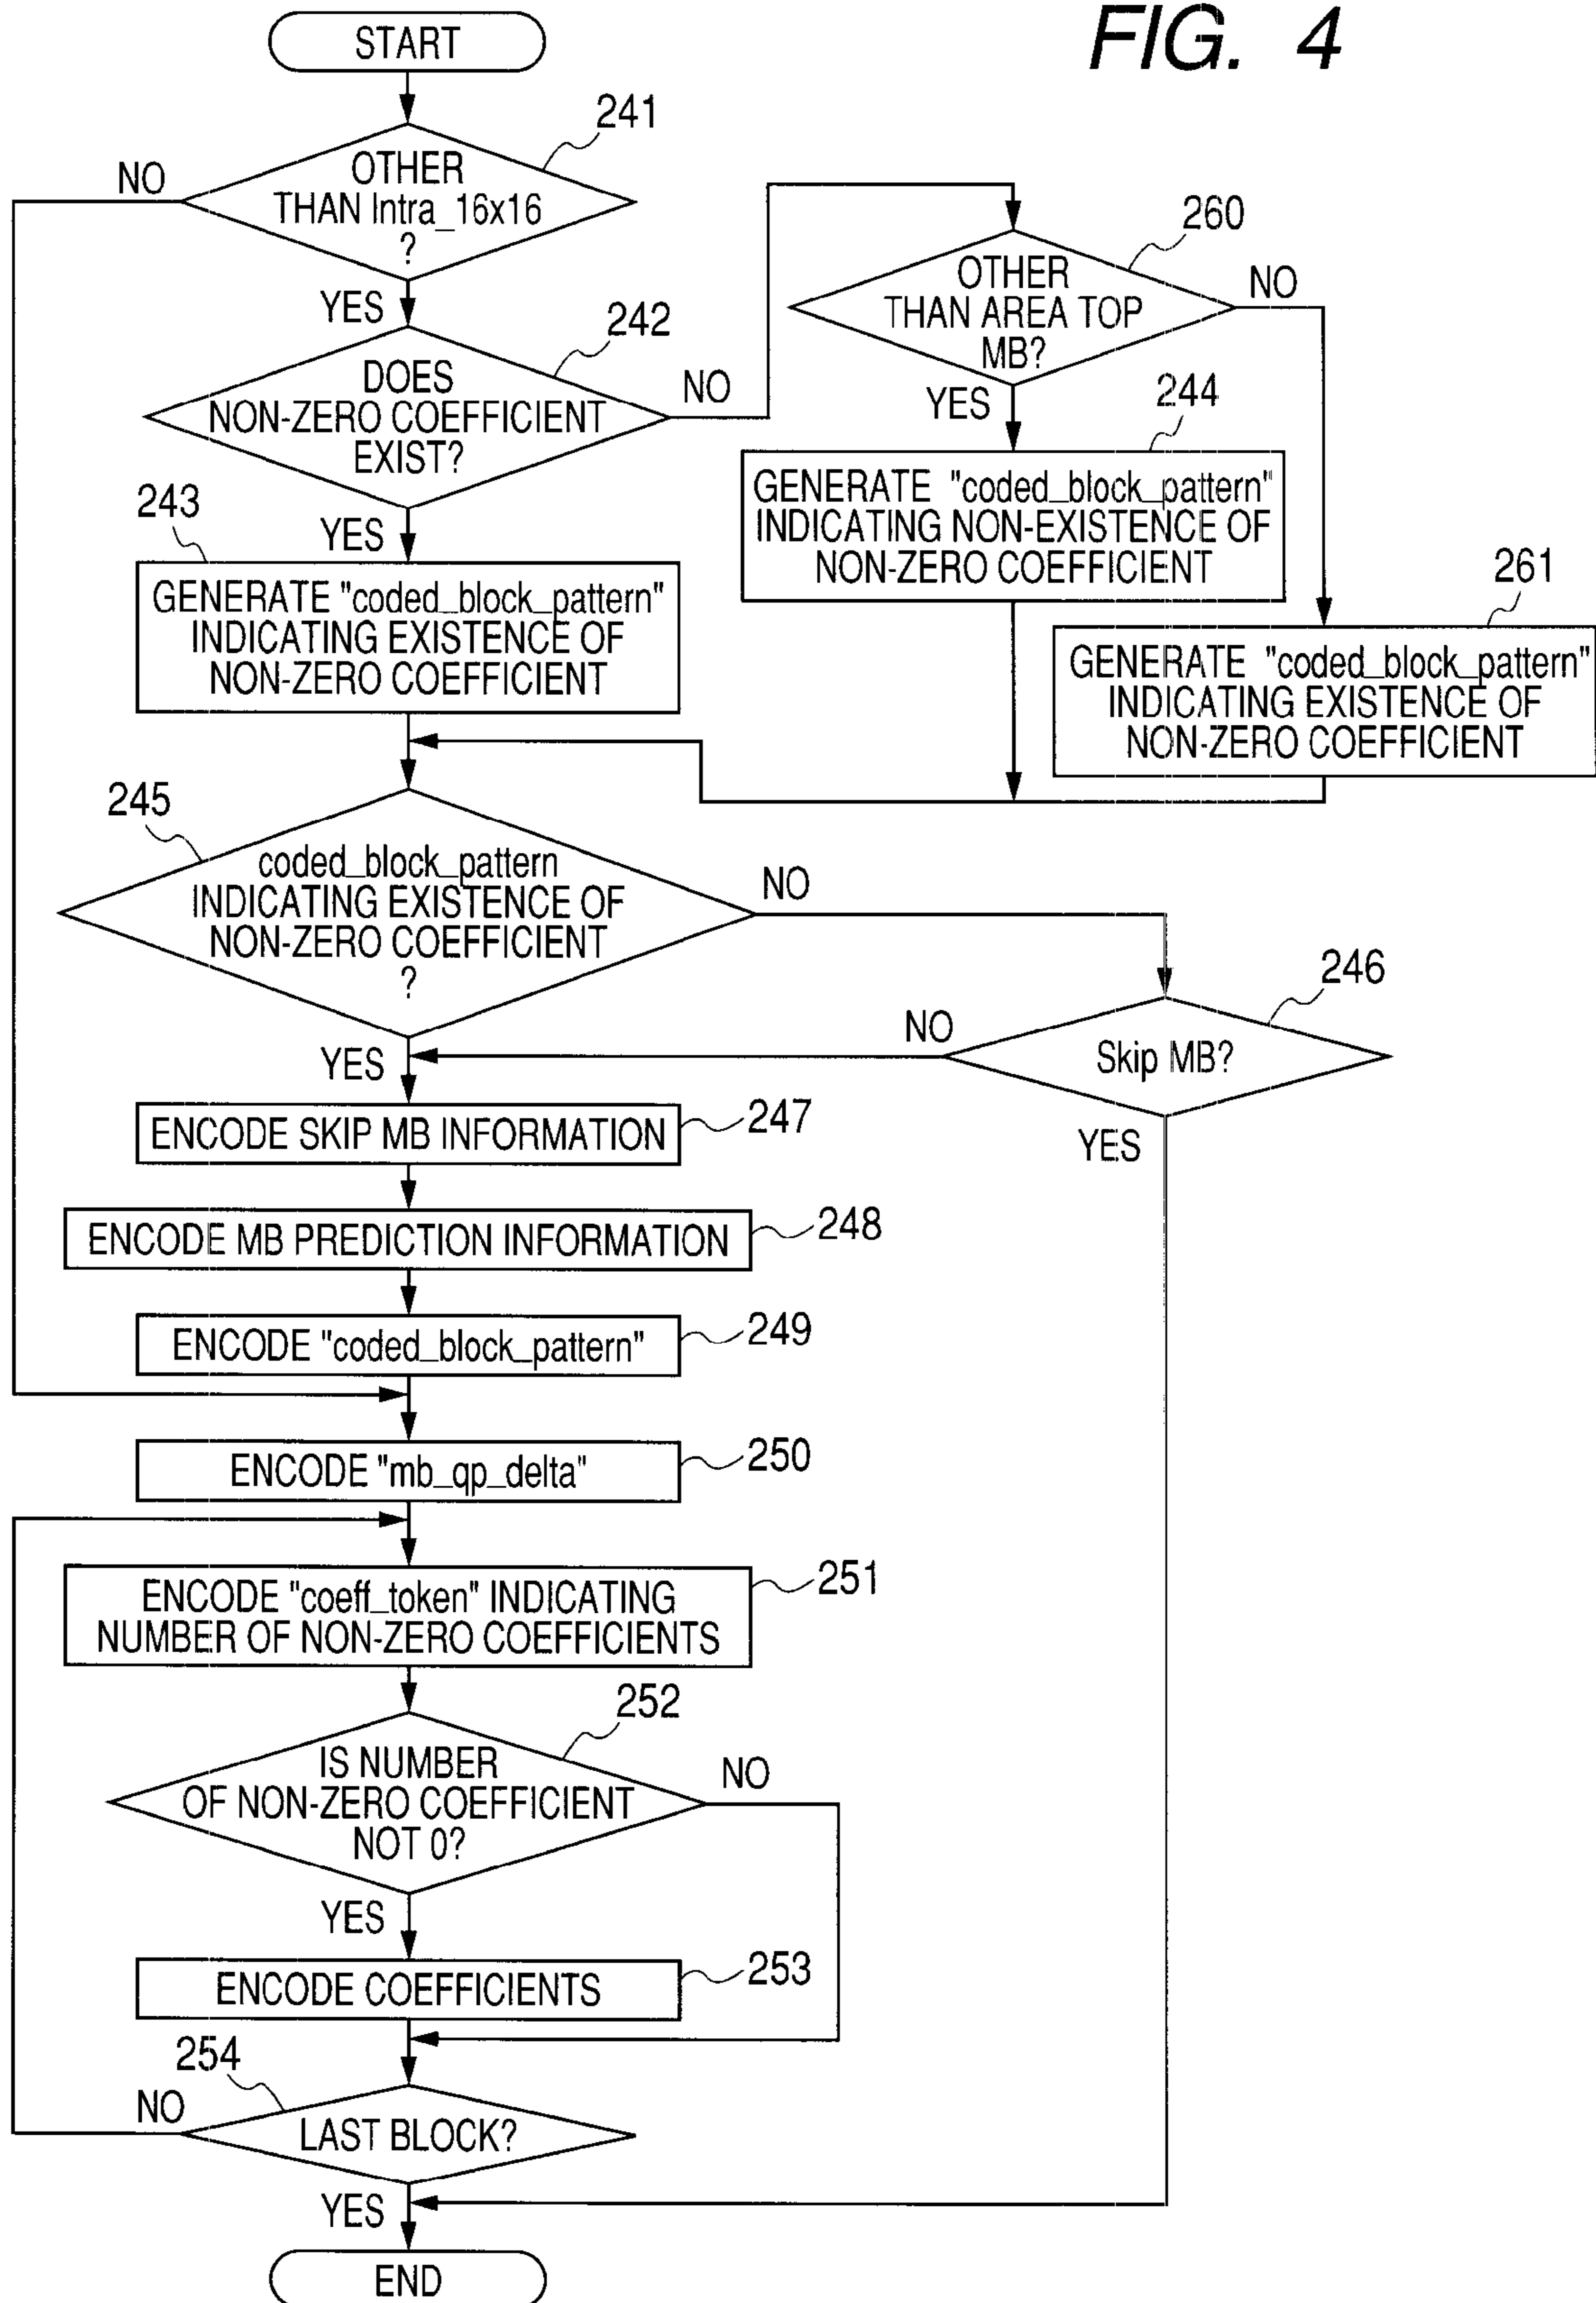 FIG. 4
START
241
OTHER
THAN Intra_16x16
?
NO
YES
242
DOES
NON-ZERO COEFFICIENT
EXIST?
NO
YES
260
OTHER
THAN AREA TOP
MB?
NO
YES
244
GENERATE "coded_block_pattern"
INDICATING NON-EXISTENCE OF
NON-ZERO COEFFICIENT
261
GENERATE "coded_block_pattern"
INDICATING EXISTENCE OF
NON-ZERO COEFFICIENT
243
GENERATE "coded_block_pattern"
INDICATING EXISTENCE OF
NON-ZERO COEFFICIENT
245
coded_block_pattern
INDICATING EXISTENCE OF
NON-ZERO COEFFICIENT
?
NO
YES
246
Skip MB?
NO
YES
ENCODE SKIP MB INFORMATION
247
ENCODE MB PREDICTION INFORMATION
248
ENCODE "coded_block_pattern"
249
ENCODE "mb_qp_delta"
250
ENCODE "coeff_token" INDICATING
NUMBER OF NON-ZERO COEFFICIENTS
251
252
IS NUMBER
OF NON-ZERO COEFFICIENT
NOT 0?
NO
YES
ENCODE COEFFICIENTS
253
254
LAST BLOCK?
NO
YES
END